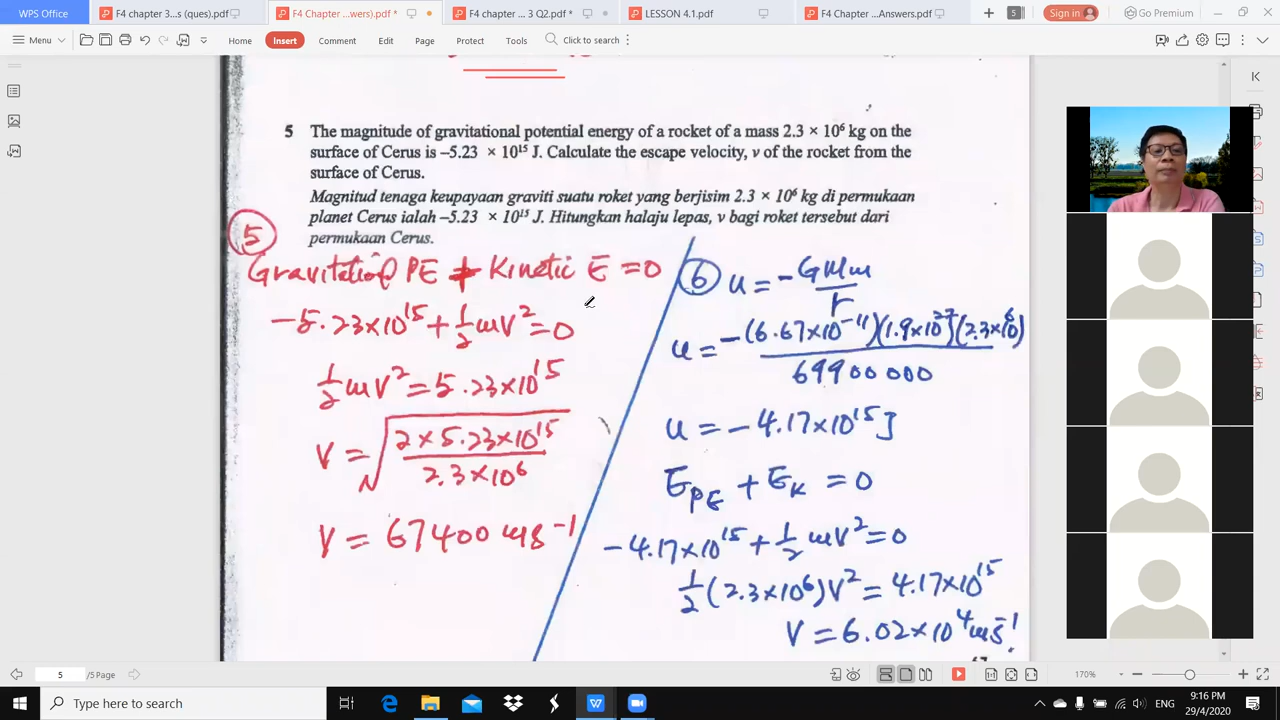 WPS Office
F4 chapter 3...s (ques).pdf
F4 Chapter ...wers).pdf *
F4 chapter ... 3 Q2.pdf *
LESSON 4.1.pdf
F4 Chapter ...Answers.pdf
S
Sign in
Go Premium
Menu
Home
Insert
Comment
Edit
Page
Protect
Tools
Click to search
5 The magnitude of gravitational potential energy of a rocket of a mass 2.3 × 10⁶ kg on the
surface of Cerus is –5.23 × 10¹⁵ J. Calculate the escape velocity, v of the rocket from the
surface of Cerus.
Magnitud tenaga keupayaan graviti suatu roket yang berjisim 2.3 × 10⁶ kg di permukaan
planet Cerus ialah –5.23 × 10¹⁵ J. Hitungkan halaju lepas, v bagi roket tersebut dari
permukaan Cerus.
5
Gravitational PE + Kinetic E = 0
-5.23×10¹⁵ + 1/2 mV² = 0
1/2 mV² = 5.23×10¹⁵
V = √(2 × 5.23×10¹⁵ / 2.3×10⁶)
V = 67400 ms⁻¹
6 u = - GMm / r
u = -(6.67×10⁻¹¹)(1.9×10²⁷)(2.3×10⁶) / 69900000
u = -4.17×10¹⁵ J
E_PE + E_K = 0
-4.17×10¹⁵ + 1/2 mV² = 0
1/2 (2.3×10⁶)V² = 4.17×10¹⁵
V = 6.02×10⁴ ms⁻¹.
5
/5 Page
170%
Type here to search
9:16 PM
29/4/2020